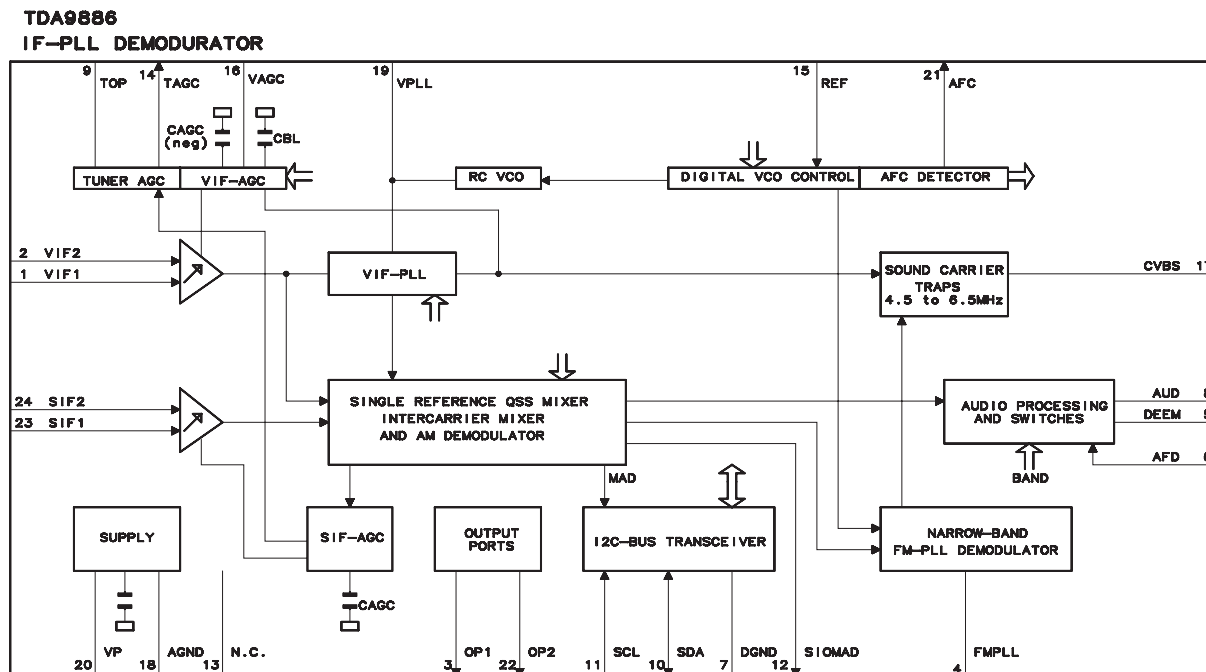 TDA9886
IF-PLL DEMODURATOR
9 TOP 14 TAGC 16 VAGC 19 VPLL 15 REF 21 AFC
CAGC (neg) CBL
TUNER AGC VIF-AGC RC VCO DIGITAL VCO CONTROL AFC DETECTOR
2 VIF2
1 VIF1
VIF-PLL
SOUND CARRIER
TRAPS
4.5 to 6.5MHz
CVBS
24 SIF2
23 SIF1
SINGLE REFERENCE QSS MIXER
INTERCARRIER MIXER
AND AM DEMODULATOR
AUDIO PROCESSING
AND SWITCHES
AUD
DEEM
AFD
BAND
MAD
SUPPLY
SIF-AGC
OUTPUT
PORTS
I2C-BUS TRANSCEIVER
NARROW-BAND
FM-PLL DEMODULATOR
CAGC
20 VP 18 AGND 13 N.C. 3 OP1 22 OP2 11 SCL 10 SDA 7 DGND 12 SIOMAD 4 FMPLL